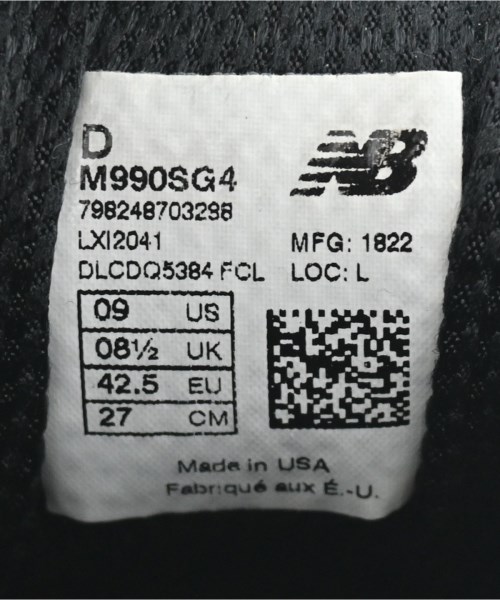 D
NB
M990SG4
798248703298
LXI2041
MFG: 1822
DLCDQ5384 FCL
LOC: L
09 US
08½ UK
42.5 EU
27 CM
Made in USA
Fabriqué aux É.-U.